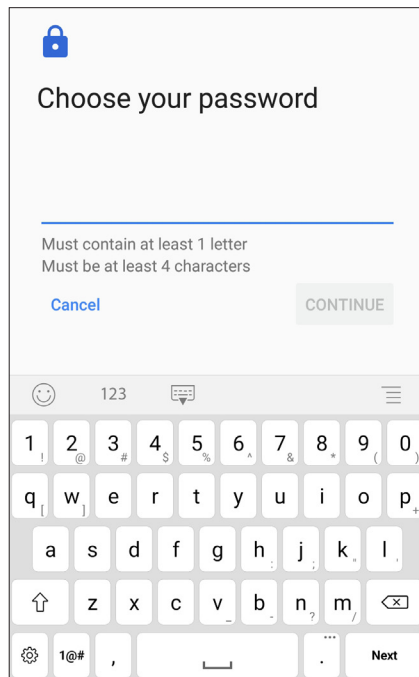 Choose your password
Must contain at least 1 letter
Must be at least 4 characters
Cancel CONTINUE
123
1 ! 2 @ 3 # 4 $ 5 % 6 ^ 7 & 8 * 9 ( 0 )
q [ w ] e r t y u i o p +
a s d f g h : j ; k " l '
z x c v _ b - n ? m /
1@# , . Next